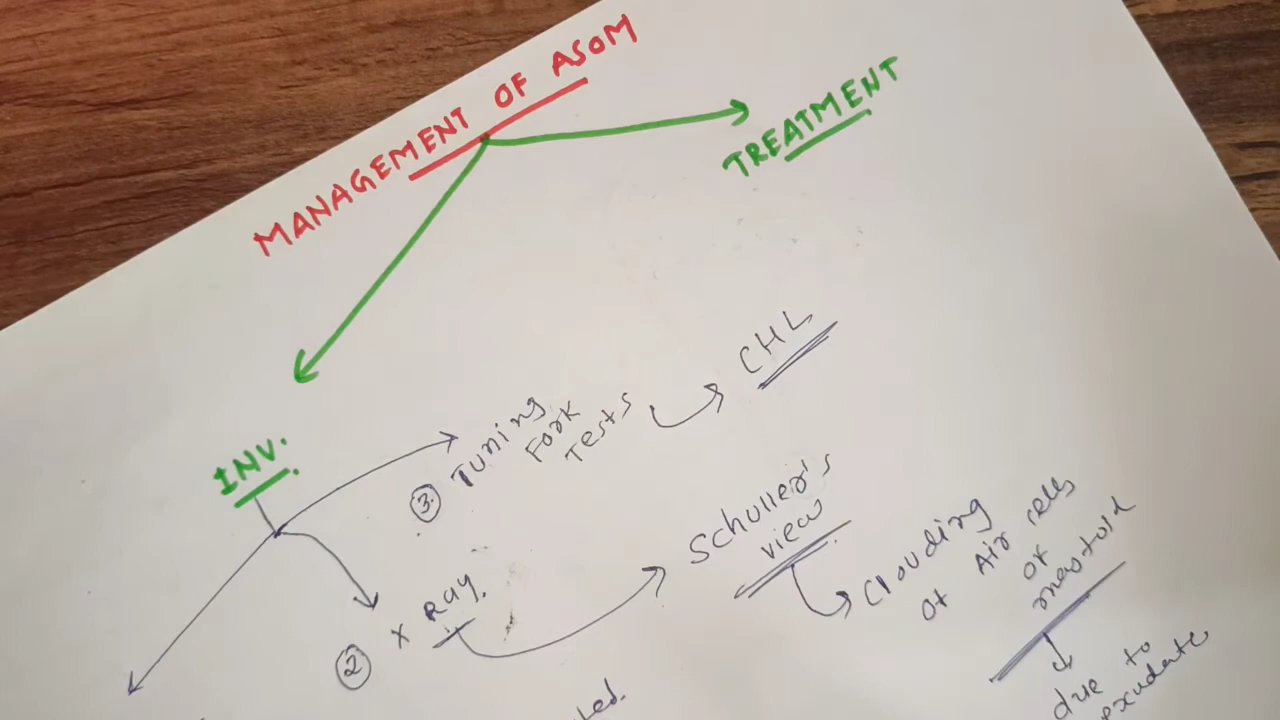 MANAGEMENT OF ASOM
TREATMENT
INV.
③ Tuning
Fork
Tests
CHL
② X Ray.
Schuller's
view
Clouding
of Air cells
of
mastoid
due to
exudate